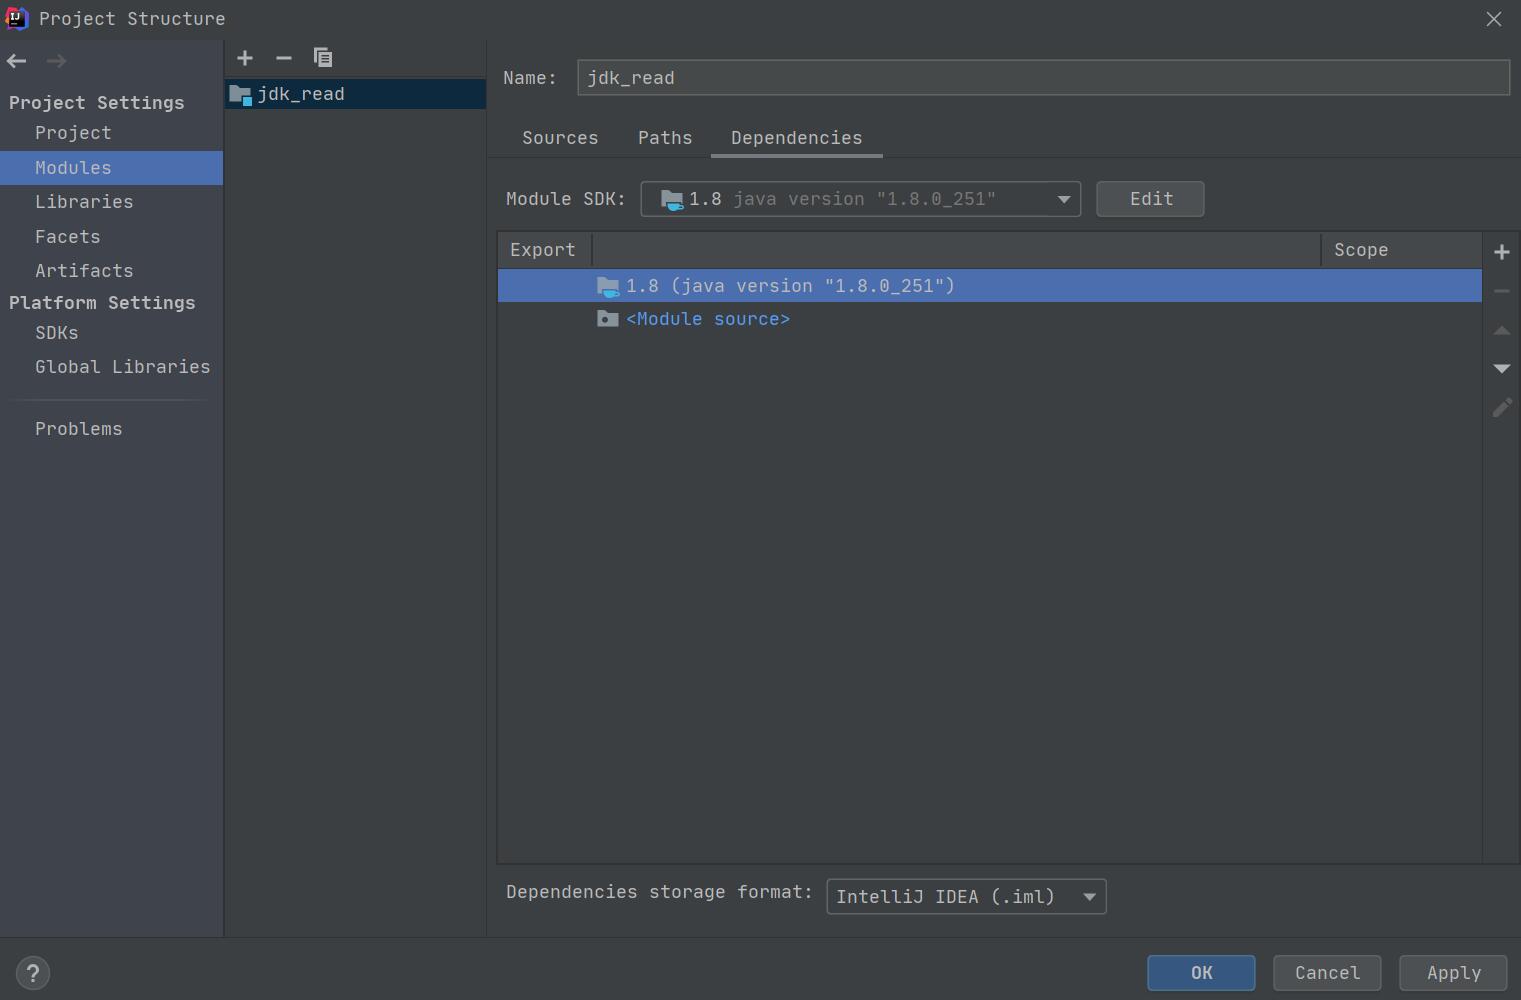 Project Structure
Project Settings
Project
Modules
Libraries
Facets
Artifacts
Platform Settings
SDKs
Global Libraries
Problems
jdk_read
Name: jdk_read
Sources Paths Dependencies
Module SDK: 1.8 java version "1.8.0_251" Edit
Export Scope
1.8 (java version "1.8.0_251")
<Module source>
Dependencies storage format: IntelliJ IDEA (.iml)
? OK Cancel Apply